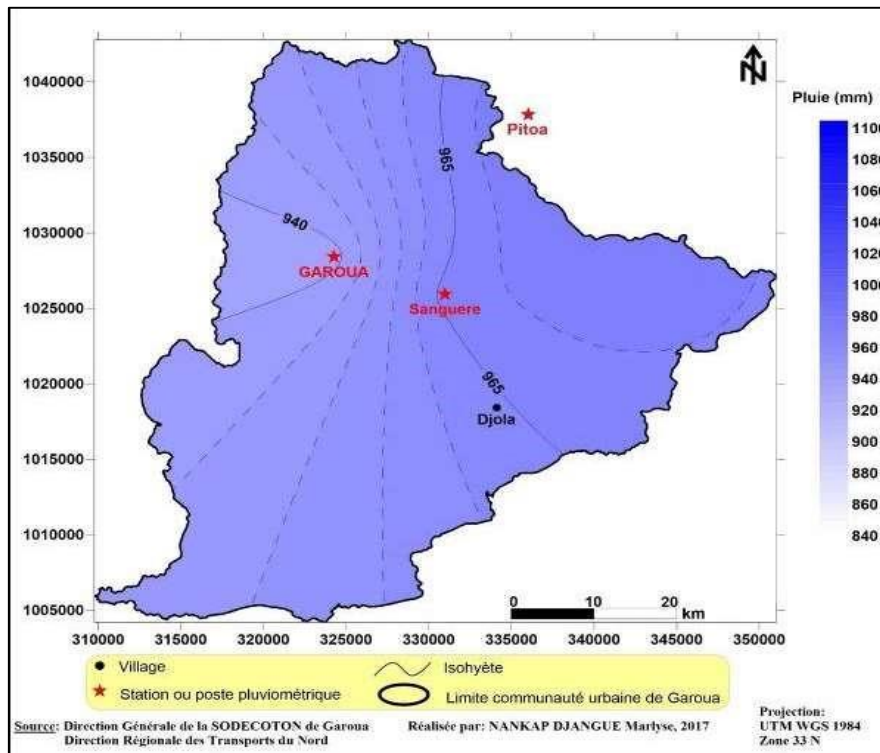 1040000
1035000
1030000
1025000
1020000
1015000
1010000
1005000
310000 315000 320000 325000 330000 335000 340000 345000 350000
N
Pitoa
965
940
GAROUA
Sanguere
965
Djola
0 10 20
km
Pluie (mm)
1100
1080
1060
1040
1020
1000
980
960
940
920
900
880
860
840
Village
Isohyète
Station ou poste pluviométrique
Limite communauté urbaine de Garoua
Source: Direction Générale de la SODECOTON de Garoua
Direction Régionale des Transports du Nord
Réalisée par: NANKAP DJANGUE Marlyse, 2017
Projection:
UTM WGS 1984
Zone 33 N